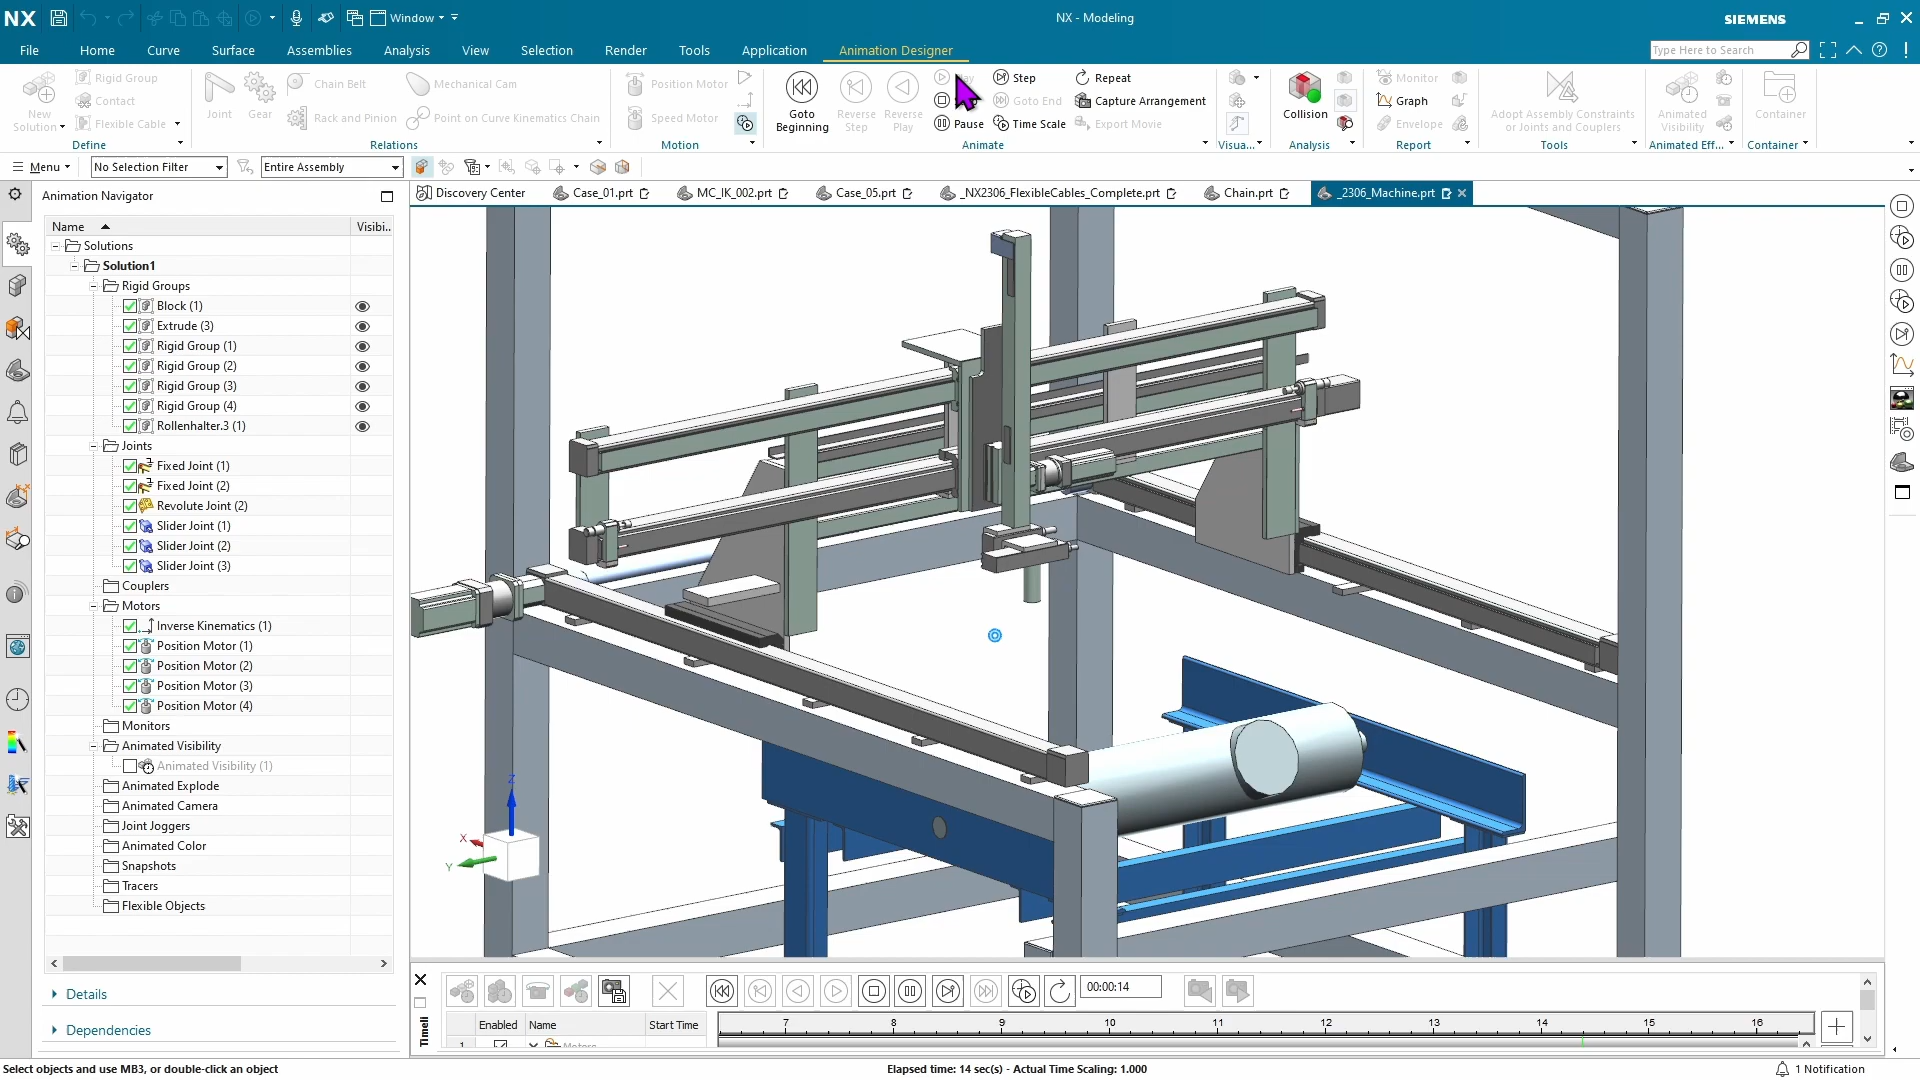 NX
Window
NX - Modeling
SIEMENS
File
Home
Curve
Surface
Assemblies
Analysis
View
Selection
Render
Tools
Application
Animation Designer
Type Here to Search
New Solution
Rigid Group
Contact
Flexible Cable
Define
Joint
Gear
Chain Belt
Rack and Pinion
Mechanical Cam
Point on Curve Kinematics Chain
Relations
Position Motor
Speed Motor
Motion
Goto Beginning
Reverse Step
Reverse Play
Pause
Step
Goto End
Time Scale
Repeat
Capture Arrangement
Export Movie
Animate
Visua...
Collision
Analysis
Monitor
Graph
Envelope
Report
Adopt Assembly Constraints or Joints and Couplers
Tools
Animated Visibility
Animated Eff...
Container
Container
Menu
No Selection Filter
Entire Assembly
Animation Navigator
Discovery Center
Case_01.prt
MC_IK_002.prt
Case_05.prt
_NX2306_FlexibleCables_Complete.prt
Chain.prt
_2306_Machine.prt
Name
Visibi..
Solutions
Solution1
Rigid Groups
Block (1)
Extrude (3)
Rigid Group (1)
Rigid Group (2)
Rigid Group (3)
Rigid Group (4)
Rollenhalter.3 (1)
Joints
Fixed Joint (1)
Fixed Joint (2)
Revolute Joint (2)
Slider Joint (1)
Slider Joint (2)
Slider Joint (3)
Couplers
Motors
Inverse Kinematics (1)
Position Motor (1)
Position Motor (2)
Position Motor (3)
Position Motor (4)
Monitors
Animated Visibility
Animated Visibility (1)
Animated Explode
Animated Camera
Joint Joggers
Animated Color
Snapshots
Tracers
Flexible Objects
Details
Dependencies
Z
X
Y
00:00:14
Timeli
Enabled
Name
Start Time
7
8
9
10
11
12
13
14
15
16
1
Motors
Select objects and use MB3, or double-click an object
Elapsed time: 14 sec(s) - Actual Time Scaling: 1.000
1 Notification